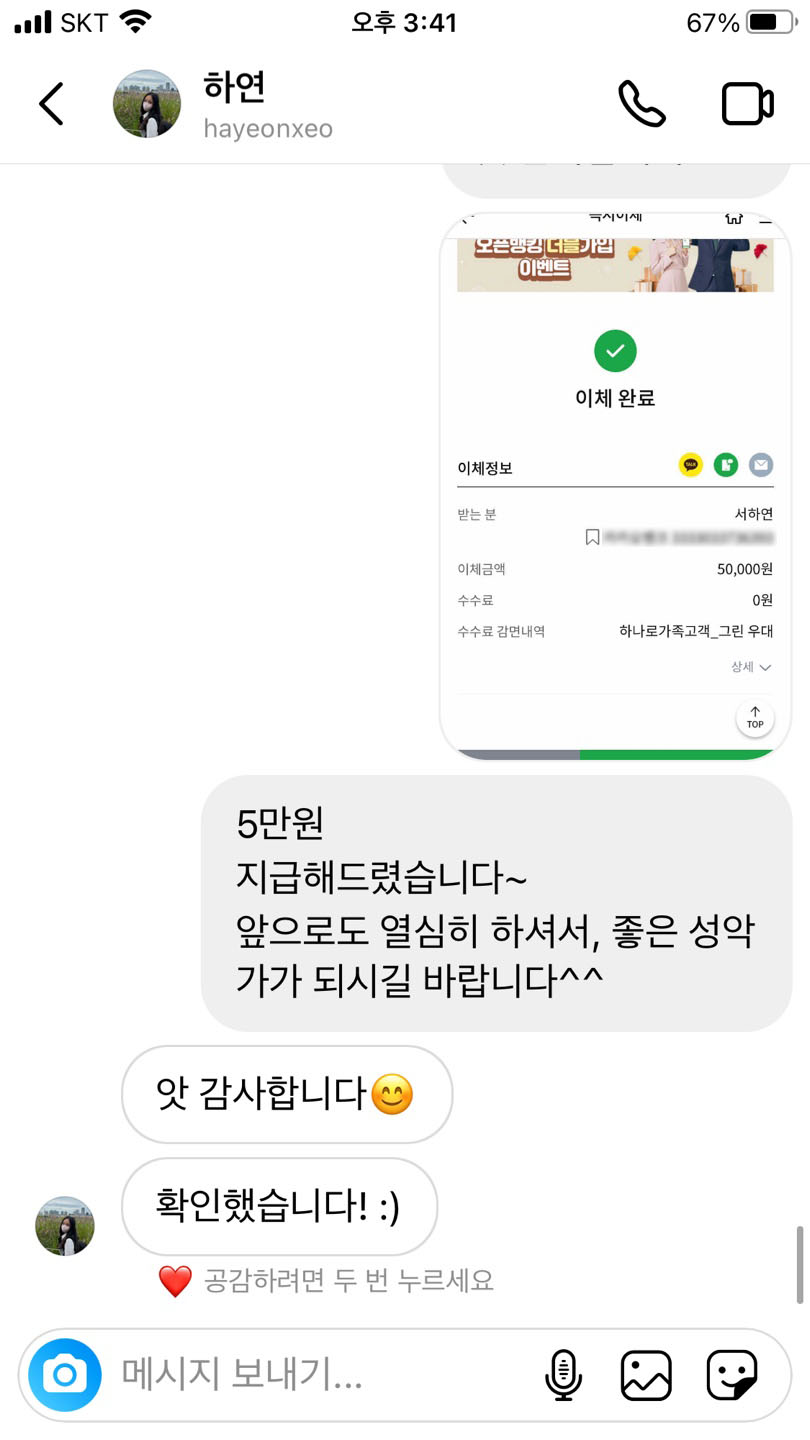 SKT 오후 3:41 67%
하연
hayeonxeo
즉시이체
오픈뱅킹 더블가입
이벤트
이체 완료
이체정보
TALK
받는 분 서하연
이체금액 50,000원
수수료 0원
수수료 감면내역 하나로가족고객_그린 우대
상세
TOP
5만원
지급해드렸습니다~
앞으로도 열심히 하셔서, 좋은 성악
가가 되시길 바랍니다^^
앗 감사합니다😊
확인했습니다! :)
❤️ 공감하려면 두 번 누르세요
메시지 보내기...